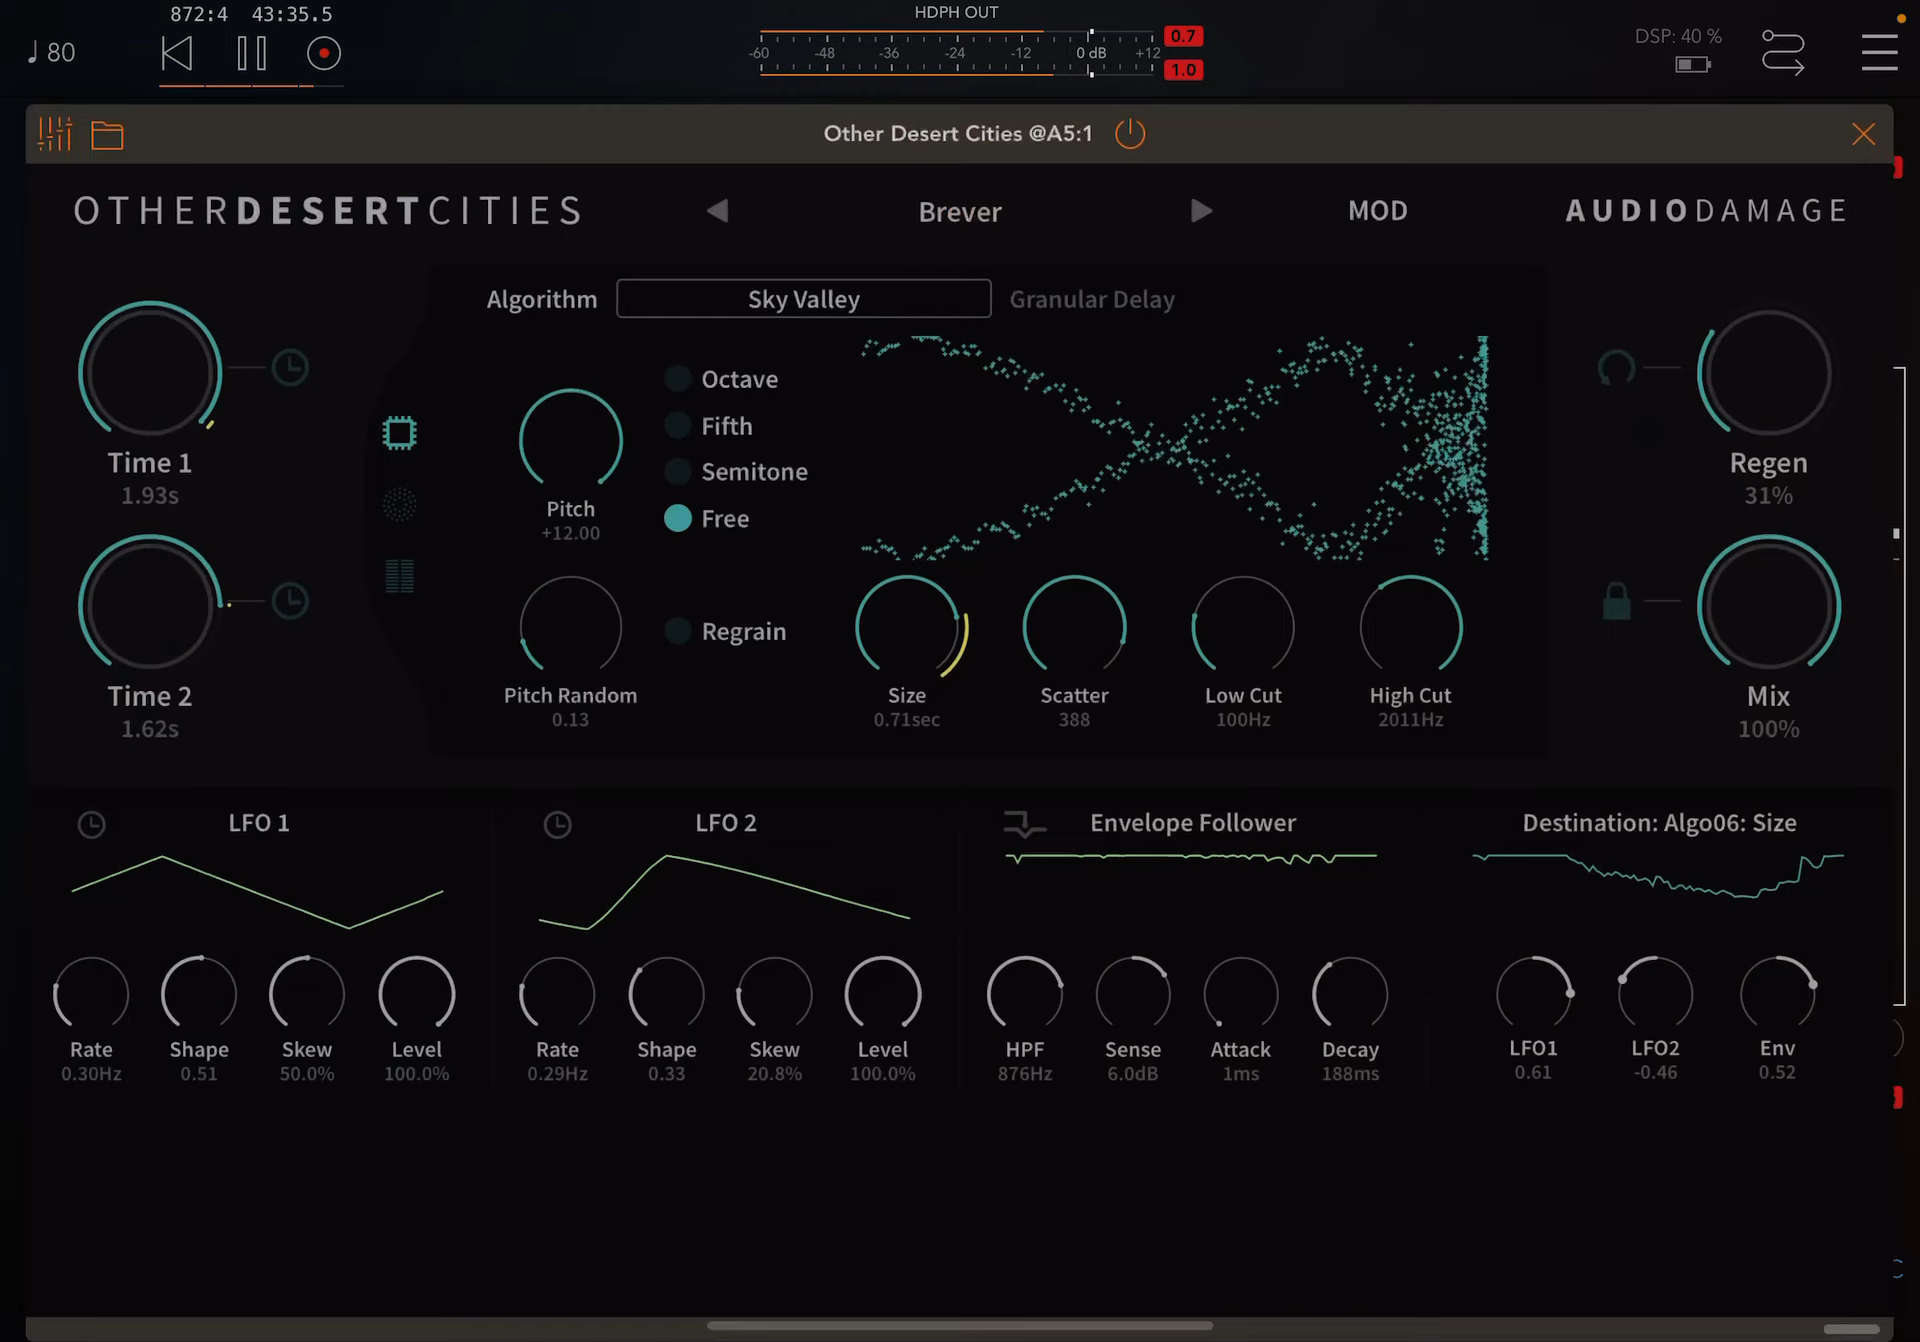 872:4 43:35.5
HDPH OUT
♩ 80
-60 -48 -36 -24 -12 0 dB +12
0.7
1.0
DSP: 40 %
Other Desert Cities @A5:1
OTHERDESERTCITIES
Brever
MOD
AUDIODAMAGE
Algorithm
Sky Valley
Granular Delay
Time 1
1.93s
Time 2
1.62s
Pitch
+12.00
Octave
Fifth
Semitone
Free
Pitch Random
0.13
Regrain
Size
0.71sec
Scatter
388
Low Cut
100Hz
High Cut
2011Hz
Regen
31%
Mix
100%
LFO 1
Rate Shape Skew Level
0.30Hz 0.51 50.0% 100.0%
LFO 2
Rate Shape Skew Level
0.29Hz 0.33 20.8% 100.0%
Envelope Follower
HPF Sense Attack Decay
876Hz 6.0dB 1ms 188ms
Destination: Algo06: Size
LFO1 LFO2 Env
0.61 -0.46 0.52